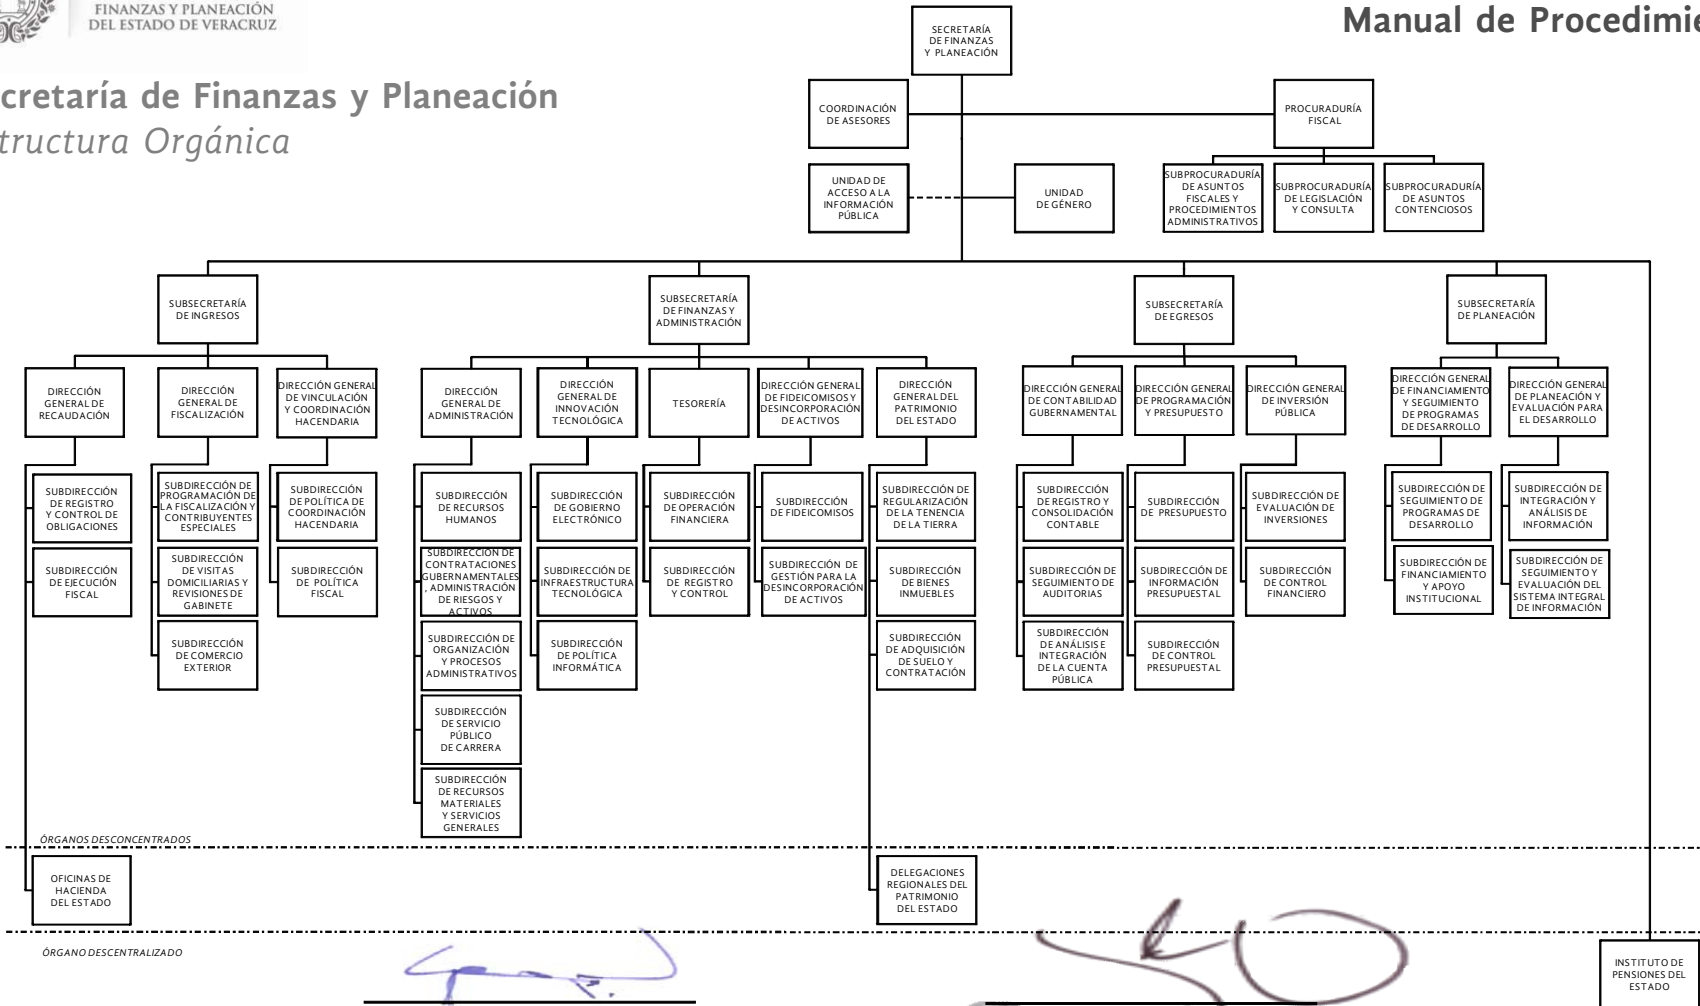 FINANZAS Y PLANEACIÓN
DEL ESTADO DE VERACRUZ
Manual de Procedimie
cretaría de Finanzas y Planeación
tructura Orgánica
SECRETARÍA
DE FINANZAS
Y PLANEACIÓN
COORDINACIÓN
DE ASESORES
PROCURADURÍA
FISCAL
UNIDAD DE
ACCESO A LA
INFORMACIÓN
PÚBLICA
UNIDAD
DE GÉNERO
SUBPROCURADURÍA
DE ASUNTOS
FISCALES Y
PROCEDIMIENTOS
ADMINISTRATIVOS
SUBPROCURADURÍA
DE LEGISLACIÓN
Y CONSULTA
SUBPROCURADURÍA
DE ASUNTOS
CONTENCIOSOS
SUBSECRETARÍA
DE INGRESOS
SUBSECRETARÍA
DE FINANZAS Y
ADMINISTRACIÓN
SUBSECRETARÍA
DE EGRESOS
SUBSECRETARÍA
DE PLANEACIÓN
DIRECCIÓN
GENERAL DE
RECAUDACIÓN
DIRECCIÓN
GENERAL DE
FISCALIZACIÓN
DIRECCIÓN GENERAL
DE VINCULACIÓN
Y COORDINACIÓN
HACENDARIA
DIRECCIÓN
GENERAL DE
ADMINISTRACIÓN
DIRECCIÓN
GENERAL DE
INNOVACIÓN
TECNOLÓGICA
TESORERÍA
DIRECCIÓN GENERAL
DE FIDEICOMISOS Y
DESINCORPORACIÓN
DE ACTIVOS
DIRECCIÓN
GENERAL DEL
PATRIMONIO
DEL ESTADO
DIRECCIÓN GENERAL
DE CONTABILIDAD
GUBERNAMENTAL
DIRECCIÓN GENERAL
DE PROGRAMACIÓN
Y PRESUPUESTO
DIRECCIÓN GENERAL
DE INVERSIÓN
PÚBLICA
DIRECCIÓN GENERAL
DE FINANCIAMIENTO
Y SEGUIMIENTO
DE PROGRAMAS
DE DESARROLLO
DIRECCIÓN GENERAL
DE PLANEACIÓN Y
EVALUACIÓN PARA
EL DESARROLLO
SUBDIRECCIÓN
DE REGISTRO
Y CONTROL DE
OBLIGACIONES
SUBDIRECCIÓN DE
PROGRAMACIÓN DE
LA FISCALIZACIÓN Y
CONTRIBUYENTES
ESPECIALES
SUBDIRECCIÓN
DE POLÍTICA DE
COORDINACIÓN
HACENDARIA
SUBDIRECCIÓN
DE RECURSOS
HUMANOS
SUBDIRECCIÓN
DE GOBIERNO
ELECTRÓNICO
SUBDIRECCIÓN
DE OPERACIÓN
FINANCIERA
SUBDIRECCIÓN
DE FIDEICOMISOS
SUBDIRECCIÓN DE
REGULARIZACIÓN
DE LA TENENCIA
DE LA TIERRA
SUBDIRECCIÓN
DE REGISTRO Y
CONSOLIDACIÓN
CONTABLE
SUBDIRECCIÓN
DE PRESUPUESTO
SUBDIRECCIÓN DE
EVALUACIÓN DE
INVERSIONES
SUBDIRECCIÓN DE
SEGUIMIENTO DE
PROGRAMAS DE
DESARROLLO
SUBDIRECCIÓN DE
INTEGRACIÓN Y
ANÁLISIS DE
INFORMACIÓN
SUBDIRECCIÓN
DE EJECUCIÓN
FISCAL
SUBDIRECCIÓN
DE VISITAS
DOMICILIARIAS Y
REVISIONES DE
GABINETE
SUBDIRECCIÓN
DE POLÍTICA
FISCAL
SUBDIRECCIÓN DE
CONTRATACIONES
GUBERNAMENTALES
, ADMINISTRACIÓN
DE RIESGOS Y
ACTIVOS
SUBDIRECCIÓN DE
INFRAESTRUCTURA
TECNOLÓGICA
SUBDIRECCIÓN
DE REGISTRO
Y CONTROL
SUBDIRECCIÓN DE
GESTIÓN PARA LA
DESINCORPORACIÓN
DE ACTIVOS
SUBDIRECCIÓN
DE BIENES
INMUEBLES
SUBDIRECCIÓN DE
SEGUIMIENTO DE
AUDITORIAS
SUBDIRECCIÓN DE
INFORMACIÓN
PRESUPUESTAL
SUBDIRECCIÓN
DE CONTROL
FINANCIERO
SUBDIRECCIÓN DE
FINANCIAMIENTO
Y APOYO
INSTITUCIONAL
SUBDIRECCIÓN DE
SEGUIMIENTO Y
EVALUACIÓN DEL
SISTEMA INTEGRAL
DE INFORMACIÓN
SUBDIRECCIÓN
DE COMERCIO
EXTERIOR
SUBDIRECCIÓN DE
ORGANIZACIÓN
Y PROCESOS
ADMINISTRATIVOS
SUBDIRECCIÓN
DE POLÍTICA
INFORMÁTICA
SUBDIRECCIÓN
DE ADQUISICIÓN
DE SUELO Y
CONTRATACIÓN
SUBDIRECCIÓN
DE ANÁLISIS E
INTEGRACIÓN
DE LA CUENTA
PÚBLICA
SUBDIRECCIÓN
DE CONTROL
PRESUPUESTAL
SUBDIRECCIÓN
DE SERVICIO
PÚBLICO
DE CARRERA
SUBDIRECCIÓN
DE RECURSOS
MATERIALES
Y SERVICIOS
GENERALES
ÓRGANOS DESCONCENTRADOS
OFICINAS DE
HACIENDA
DEL ESTADO
DELEGACIONES
REGIONALES DEL
PATRIMONIO
DEL ESTADO
ÓRGANO DESCENTRALIZADO
INSTITUTO DE
PENSIONES DEL
ESTADO